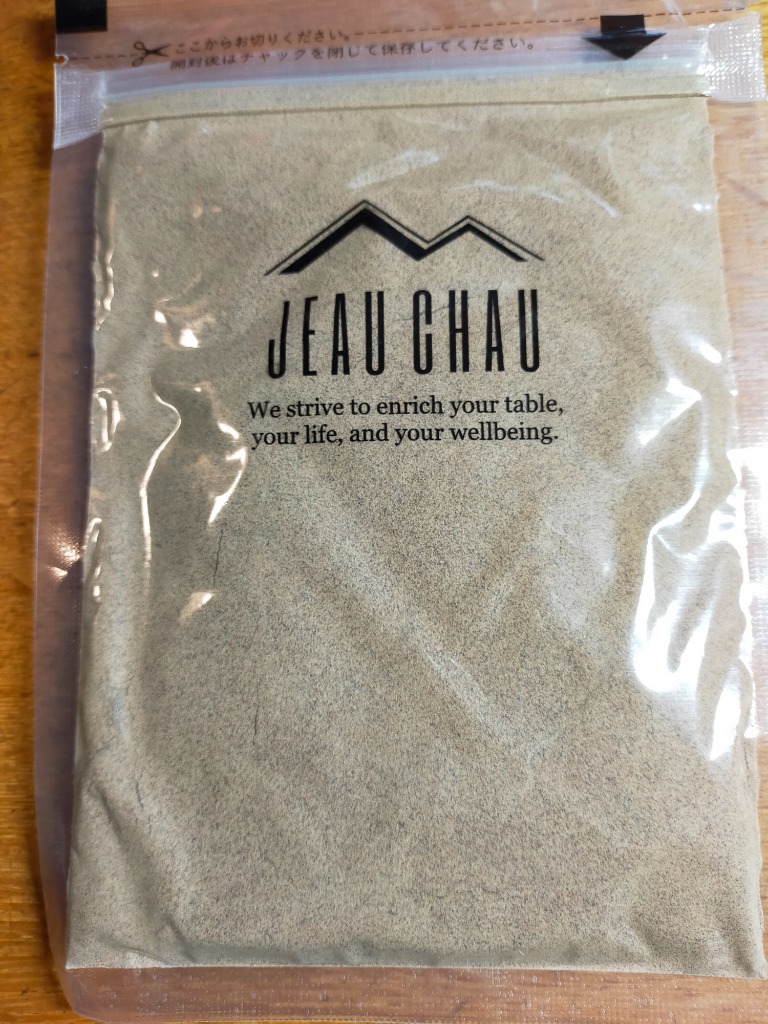 ここからお切りください。
開封後はチャックを閉じて保存してください。
JEAU CHAU
We strive to enrich your table,
your life, and your wellbeing.